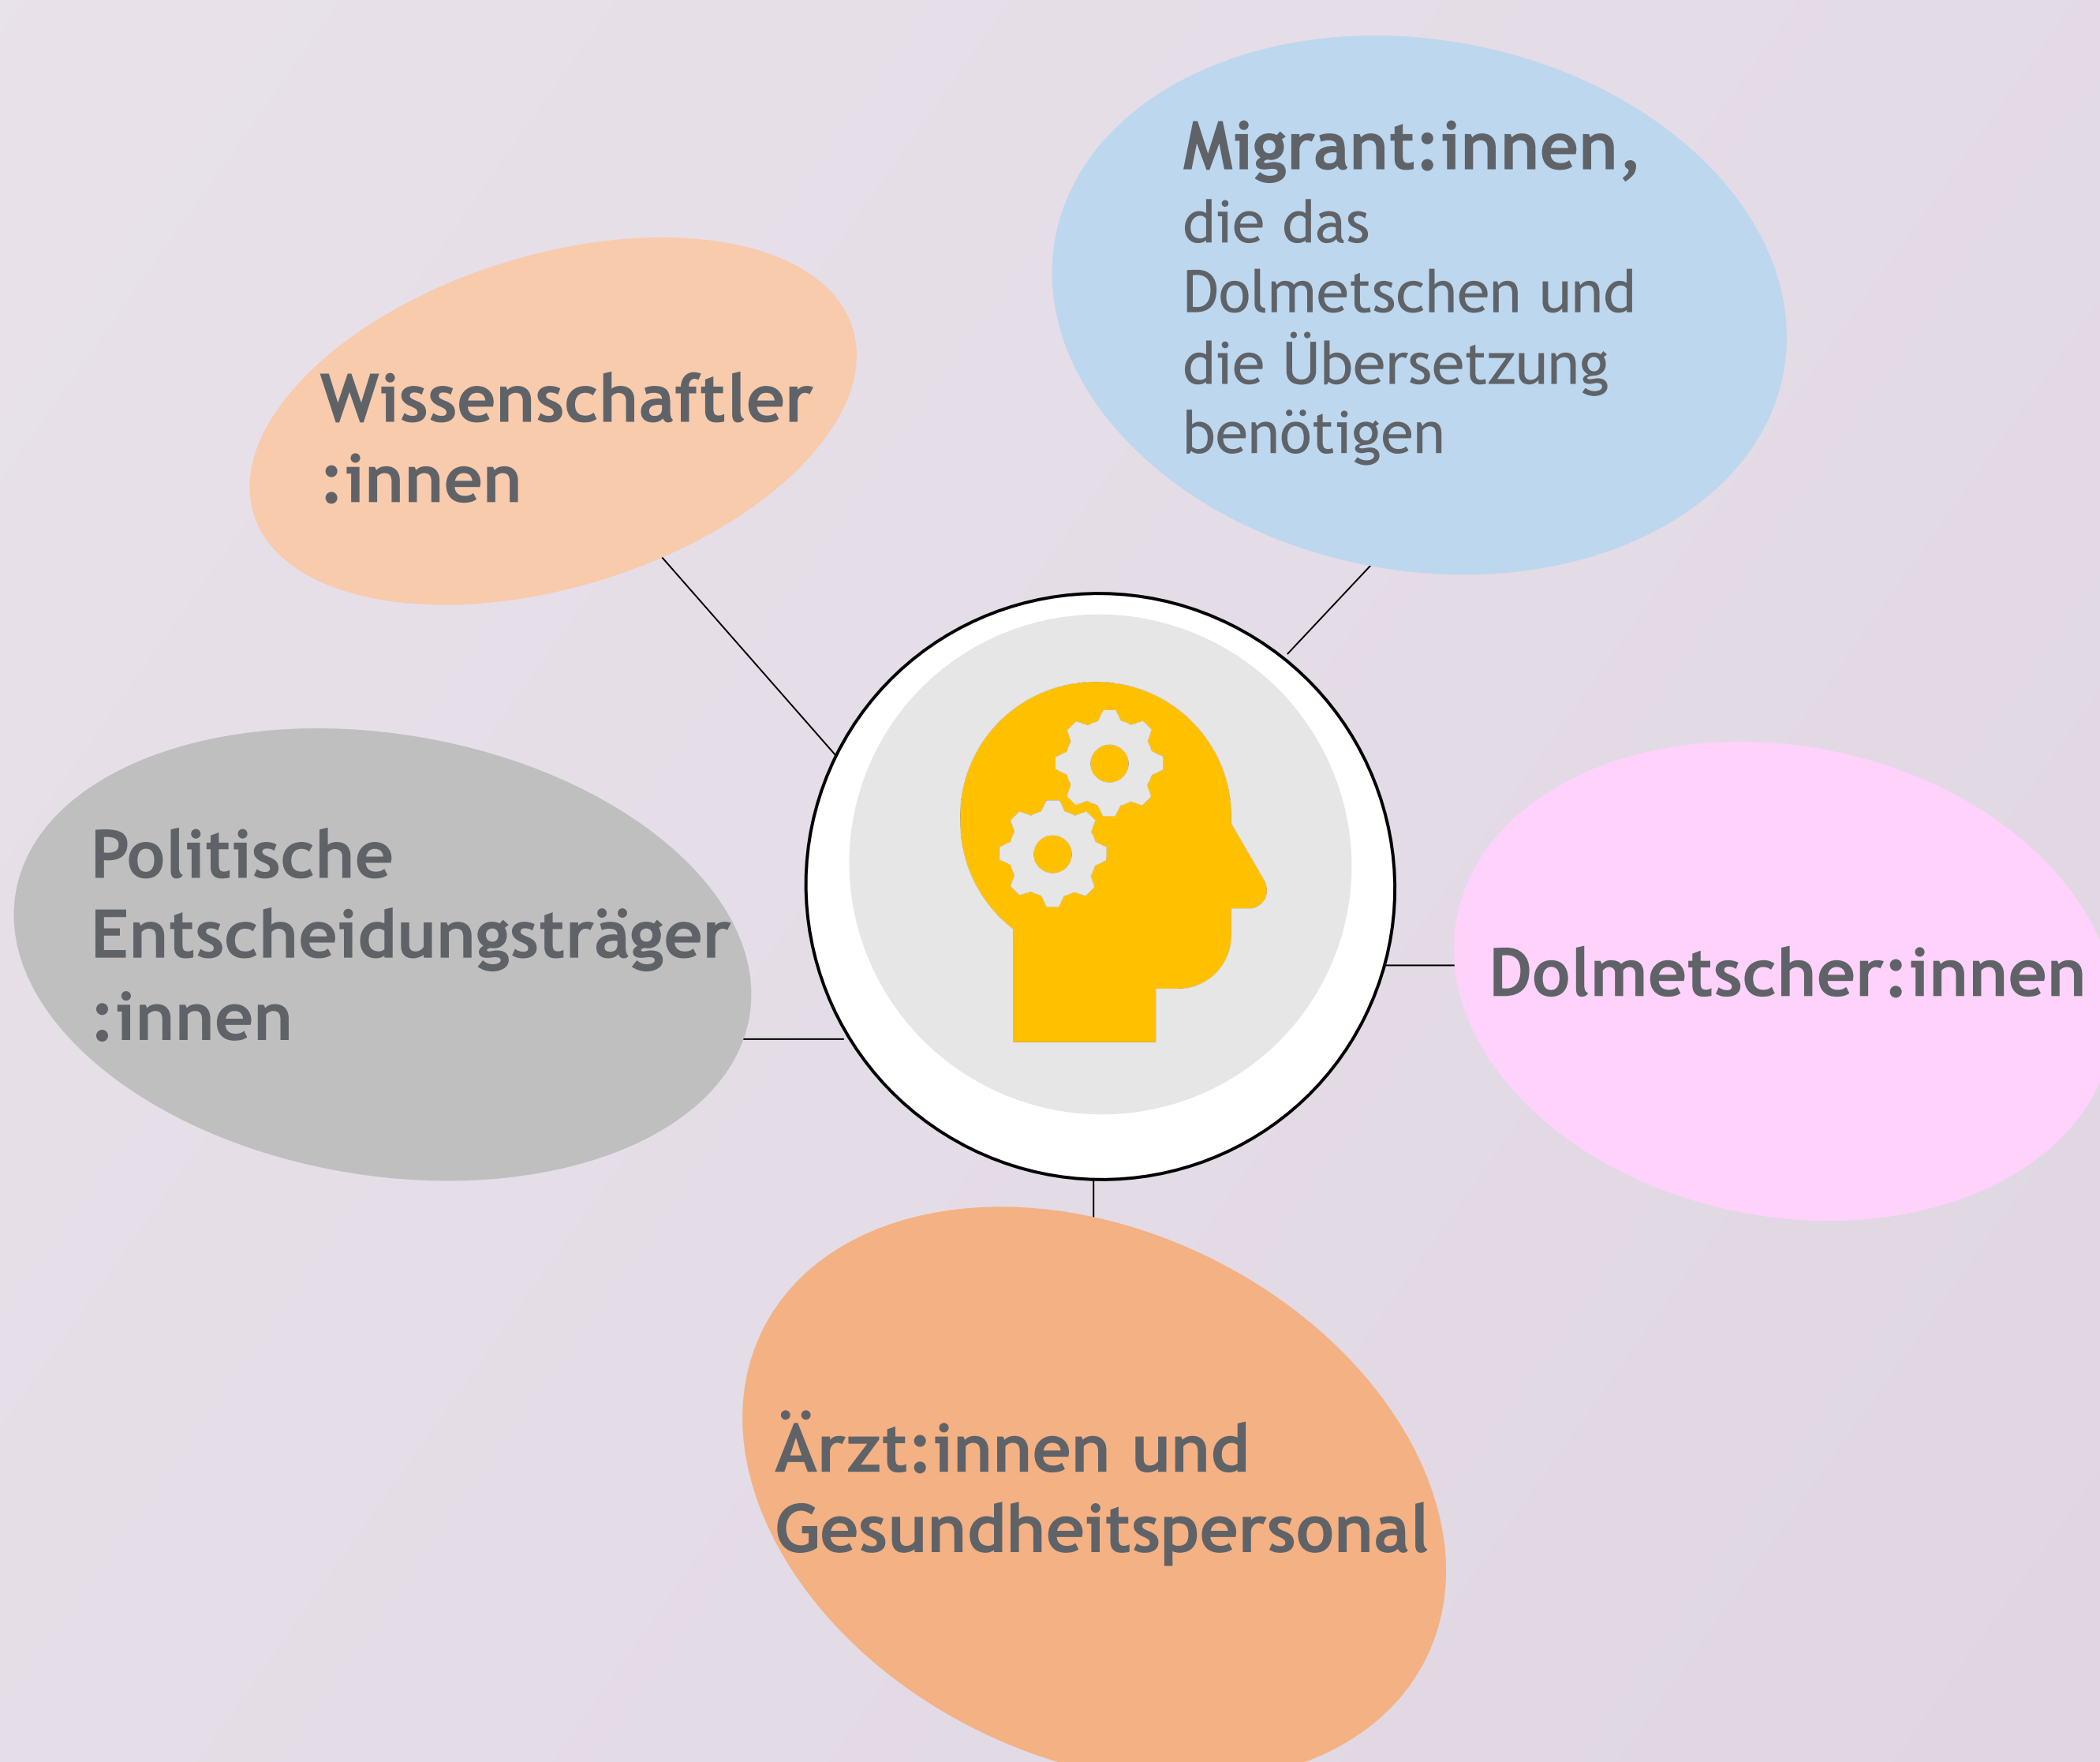 Migrant:innen,
die das
Dolmetschen und
die Übersetzung
benötigen
Wissenschaftler
:innen
Politische
Entscheidungsträger
:innen
Dolmetscher:innen
Ärzt:innen und
Gesundheitspersonal